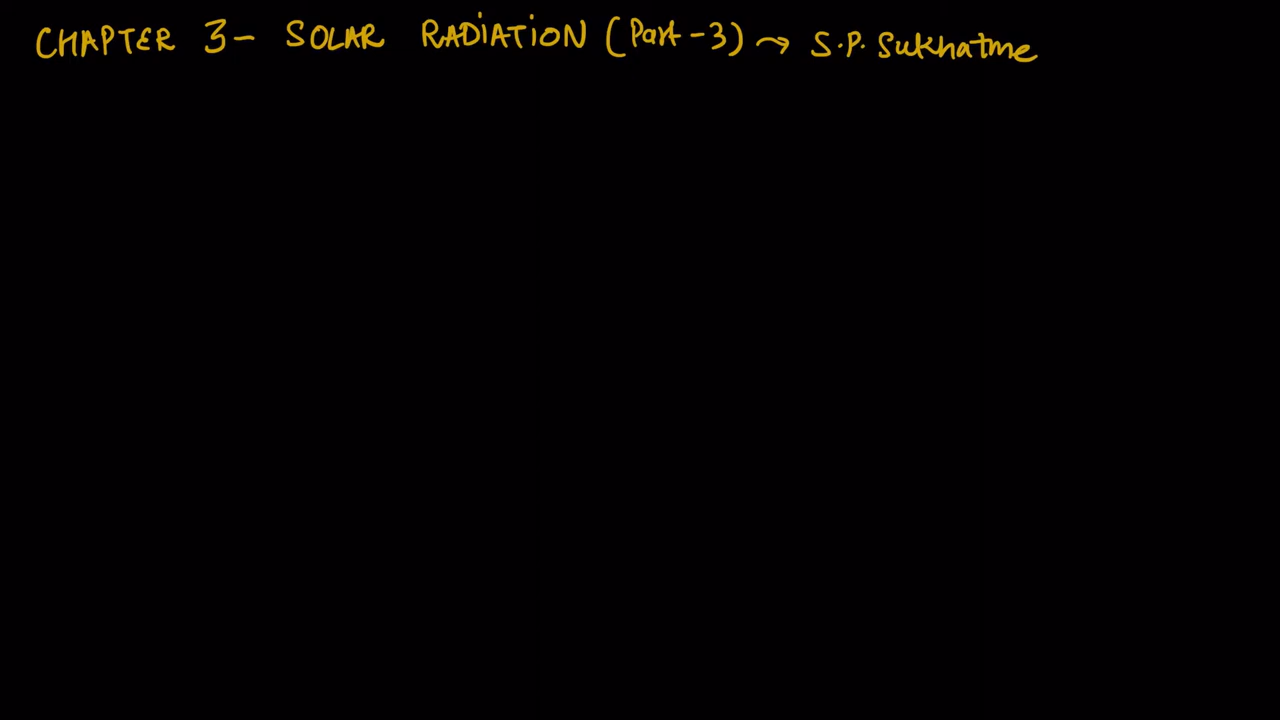 CHAPTER 3- SOLAR RADIATION (Part-3) → S.P. Sukhatme